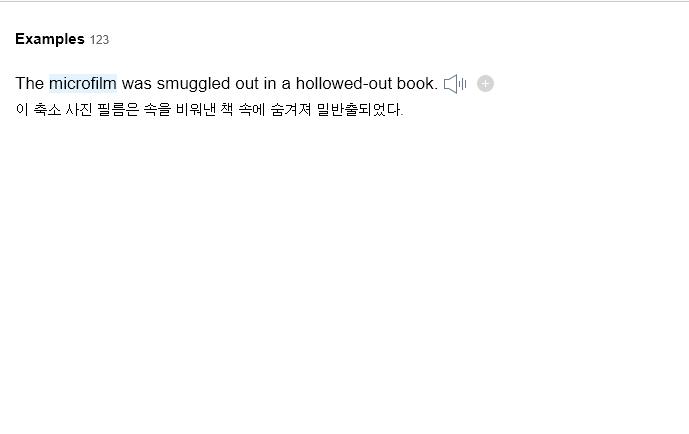 Examples 123
The microfilm was smuggled out in a hollowed-out book.
이 축소 사진 필름은 속을 비워낸 책 속에 숨겨져 밀반출되었다.